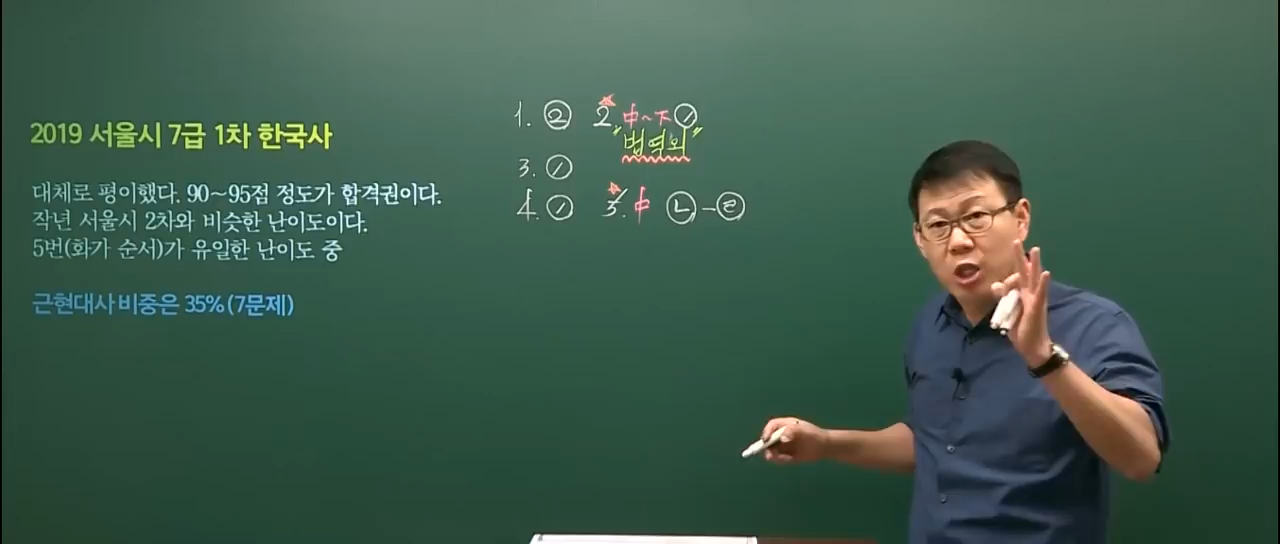 2019 서울시 7급 1차 한국사
대체로 평이했다. 90~95점 정도가 합격권이다.
작년 서울시 2차와 비슷한 난이도이다.
5번(화가 순서)가 유일한 난이도 중
근현대사 비중은 35%(7문제)
1. ② 2 中~下 ①
"법역외"
3. ①
4. ① 5. 中 ㉡-㉣